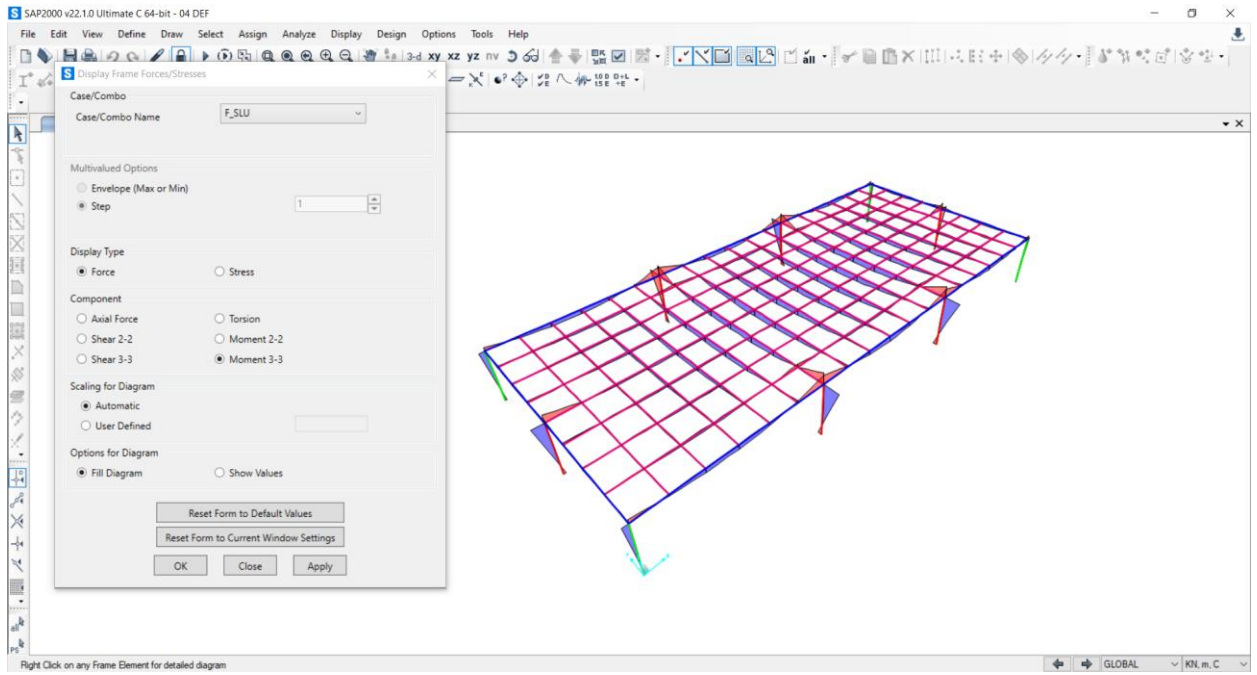 SAP2000 v22.1.0 Ultimate C 64-bit - 04 DEF
File Edit View Define Draw Select Assign Analyze Display Design Options Tools Help
3-d xy xz yz nv
all
Display Frame Forces/Stresses
Case/Combo
Case/Combo Name F_SLU
Multivalued Options
Envelope (Max or Min)
Step 1
Display Type
Force Stress
Component
Axial Force Torsion
Shear 2-2 Moment 2-2
Shear 3-3 Moment 3-3
Scaling for Diagram
Automatic
User Defined
Options for Diagram
Fill Diagram Show Values
Reset Form to Default Values
Reset Form to Current Window Settings
OK Close Apply
all
PS
Right Click on any Frame Element for detailed diagram
GLOBAL KN, m, C